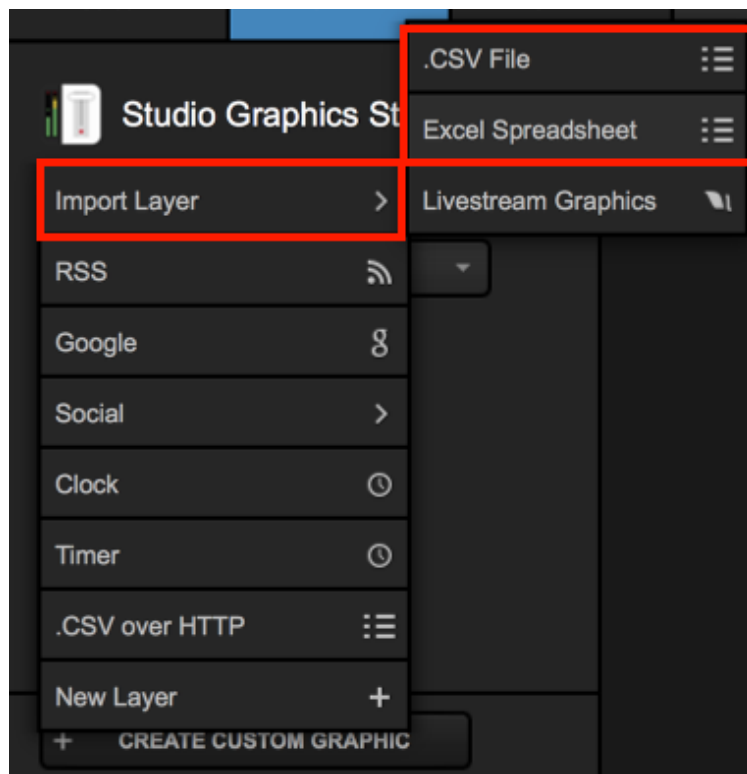 Studio Graphics St
Import Layer
RSS
Google
Social
Clock
Timer
.CSV over HTTP
New Layer
CREATE CUSTOM GRAPHIC
.CSV File
Excel Spreadsheet
Livestream Graphics